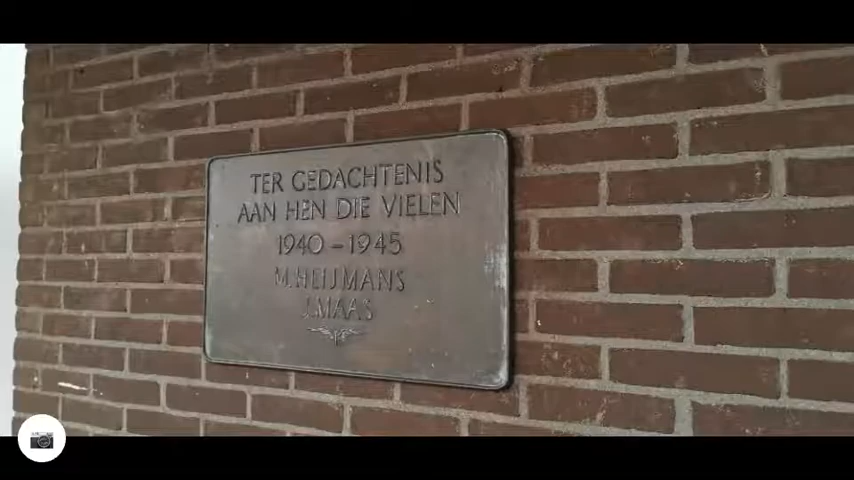 TER GEDACHTENIS
AAN HEN DIE VIELEN
1940-1945
M.HEIJMANS
J.MAAS